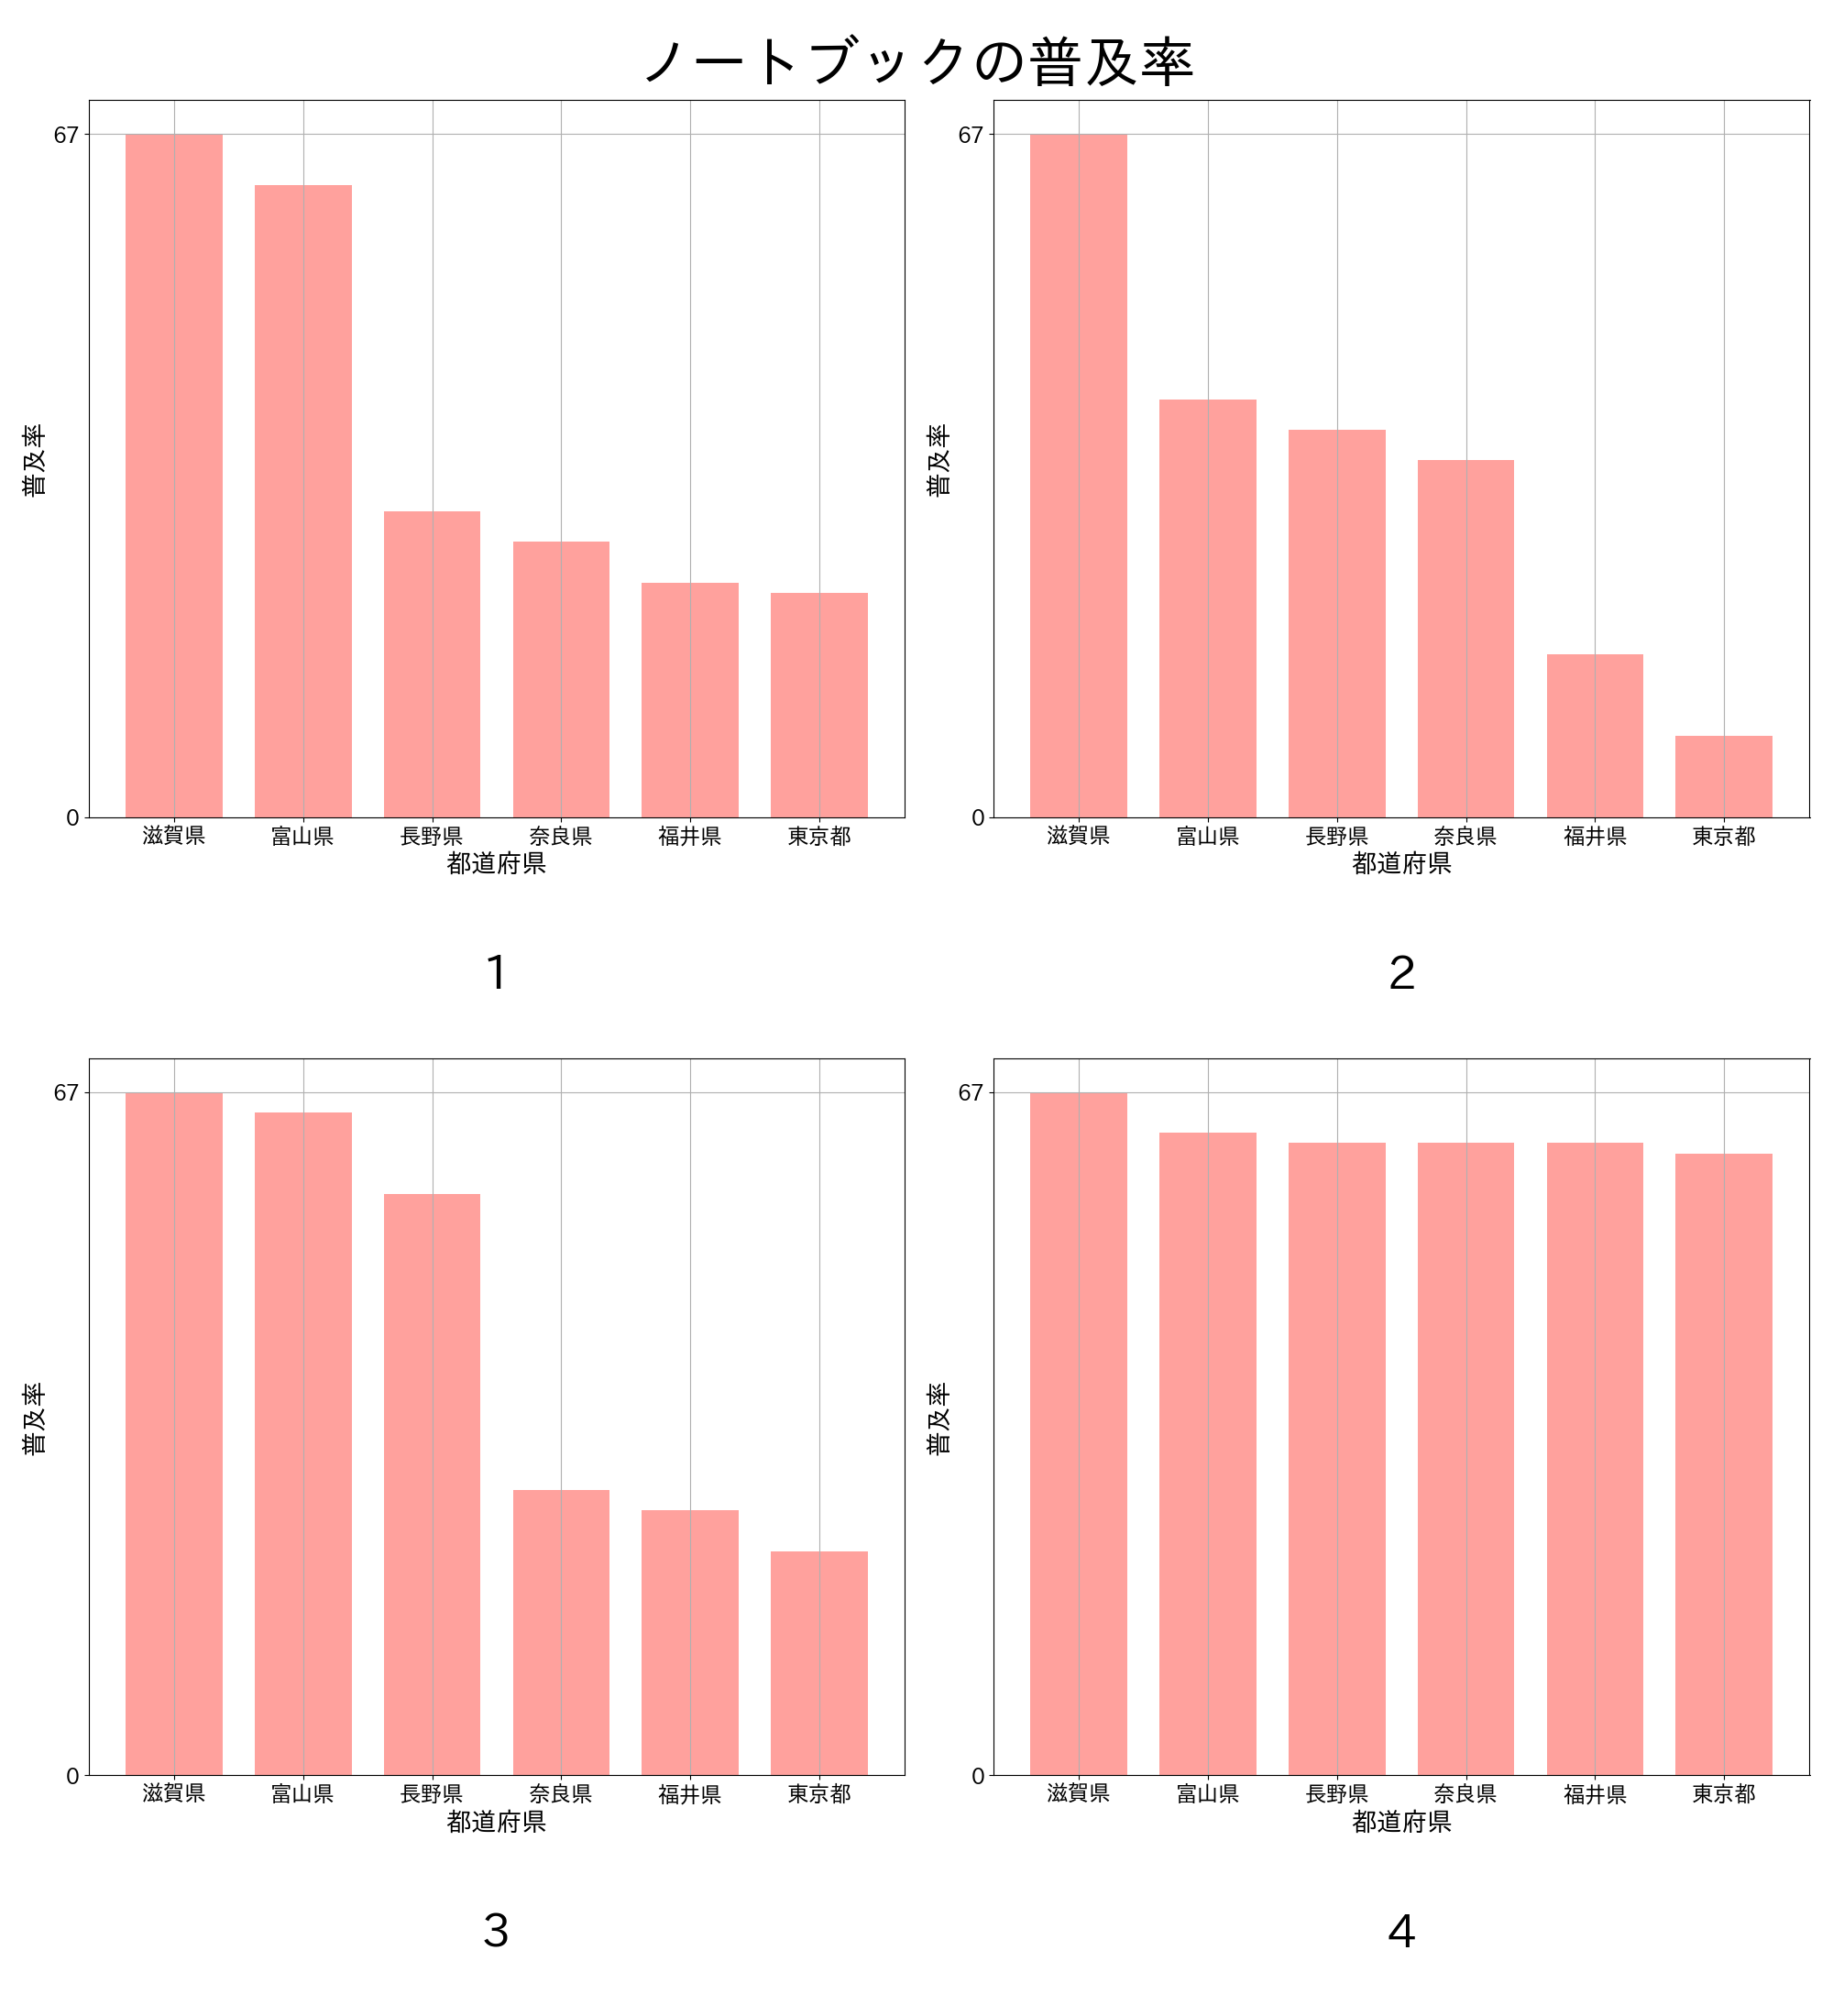 ノートブックの普及率
67
0
普及率
滋賀県 富山県 長野県 奈良県 福井県 東京都
都道府県
1
67
0
普及率
滋賀県 富山県 長野県 奈良県 福井県 東京都
都道府県
2
67
0
普及率
滋賀県 富山県 長野県 奈良県 福井県 東京都
都道府県
3
67
0
普及率
滋賀県 富山県 長野県 奈良県 福井県 東京都
都道府県
4